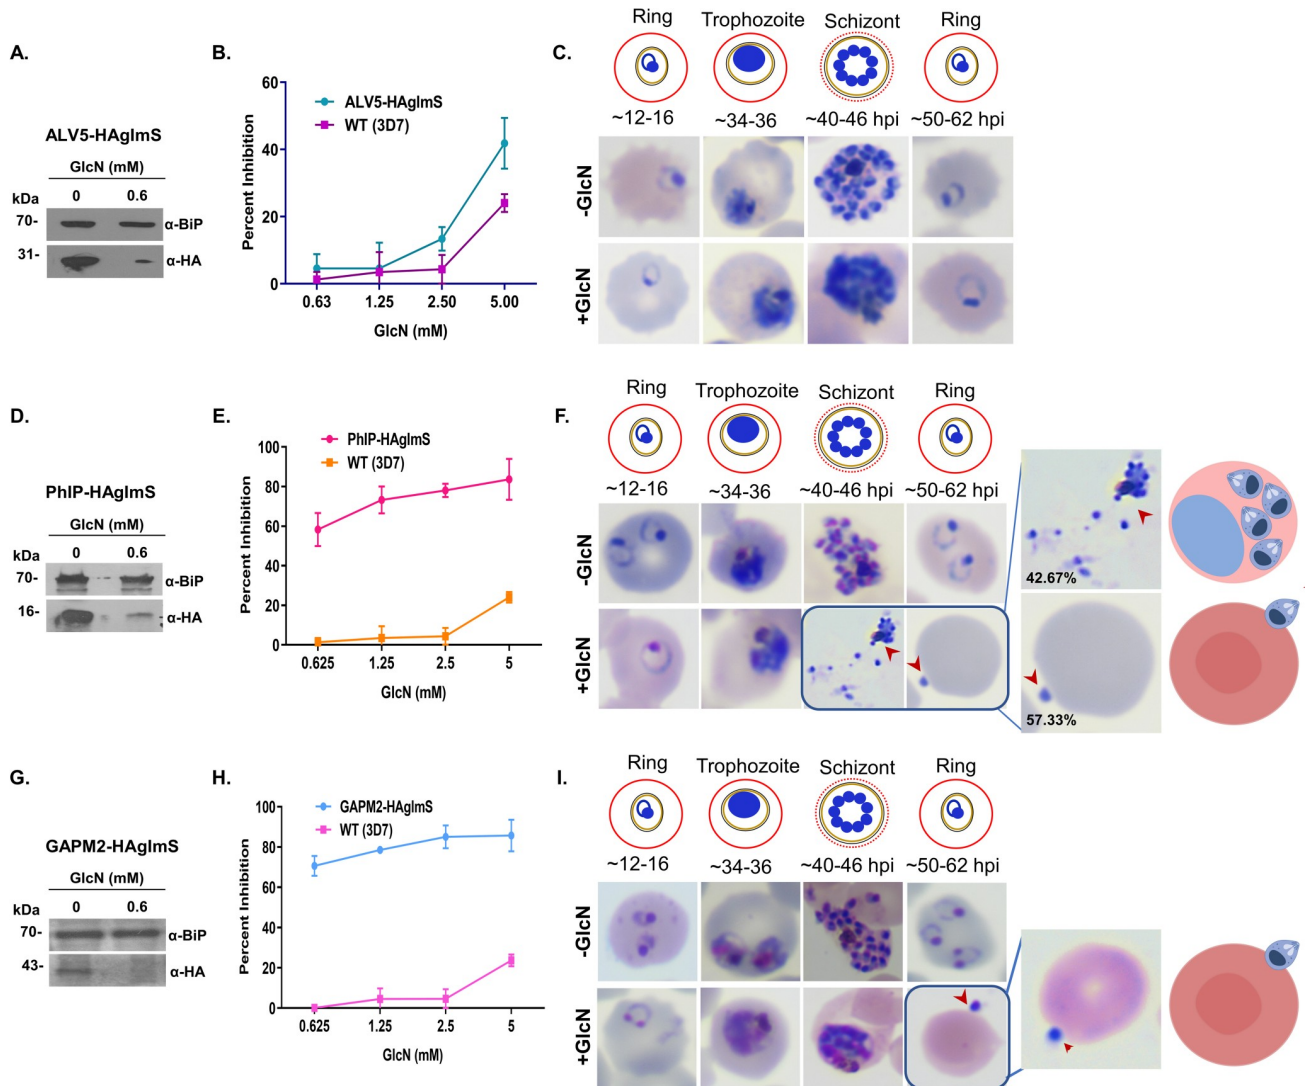 A.
ALV5-HAglmS
GlcN (mM)
kDa 0 0.6
70- α-BiP
31- α-HA
B.
Percent Inhibition
60
40
20
0
ALV5-HAglmS
WT (3D7)
0.63 1.25 2.50 5.00
GlcN (mM)
C.
Ring Trophozoite Schizont Ring
~12-16 ~34-36 ~40-46 hpi ~50-62 hpi
-GlcN
+GlcN
D.
PhIP-HAglmS
GlcN (mM)
kDa 0 0.6
70- α-BiP
16- α-HA
E.
Percent Inhibition
100
80
60
40
20
0
PhIP-HAglmS
WT (3D7)
0.625 1.25 2.5 5
GlcN (mM)
F.
Ring Trophozoite Schizont Ring
~12-16 ~34-36 ~40-46 hpi ~50-62 hpi
-GlcN
+GlcN
42.67%
57.33%
G.
GAPM2-HAglmS
GlcN (mM)
kDa 0 0.6
70- α-BiP
43- α-HA
H.
Percent Inhibition
100
80
60
40
20
0
GAPM2-HAglmS
WT (3D7)
0.625 1.25 2.5 5
GlcN (mM)
I.
Ring Trophozoite Schizont Ring
~12-16 ~34-36 ~40-46 hpi ~50-62 hpi
-GlcN
+GlcN